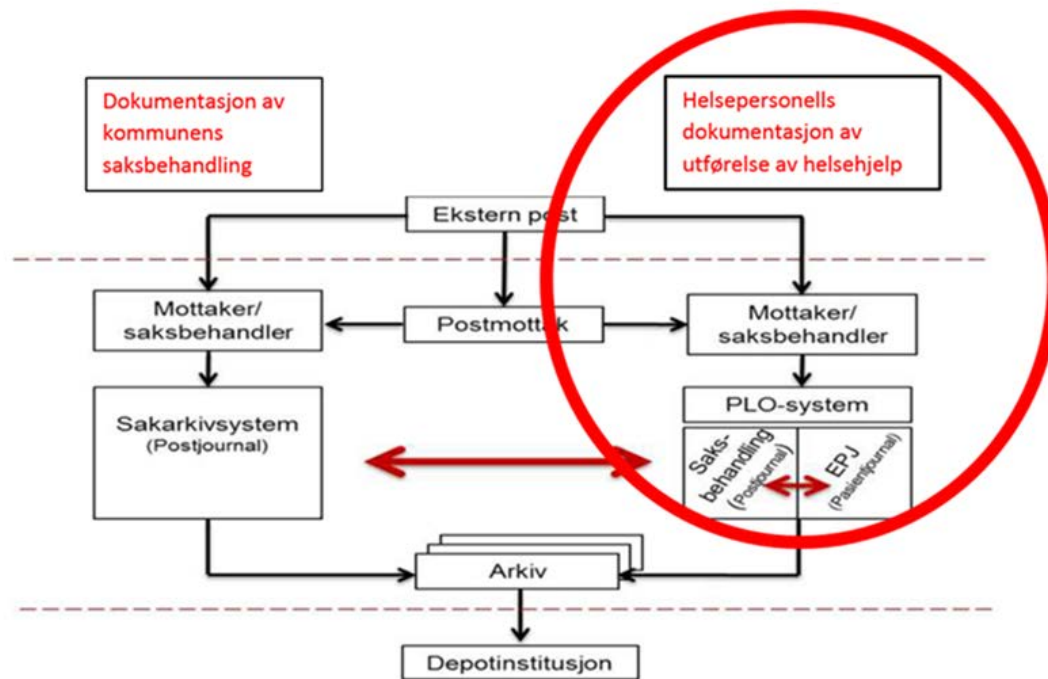 Dokumentasjon av
kommunens
saksbehandling
Helsepersonells
dokumentasjon av
utførelse av helsehjelp
Ekstern post
Mottaker/
saksbehandler
Postmottak
Mottaker/
saksbehandler
Sakarkivsystem
(Postjournal)
PLO-system
Saks-
behandling
(Postjournal)
EPJ
(Pasientjournal)
Arkiv
Depotinstitusjon